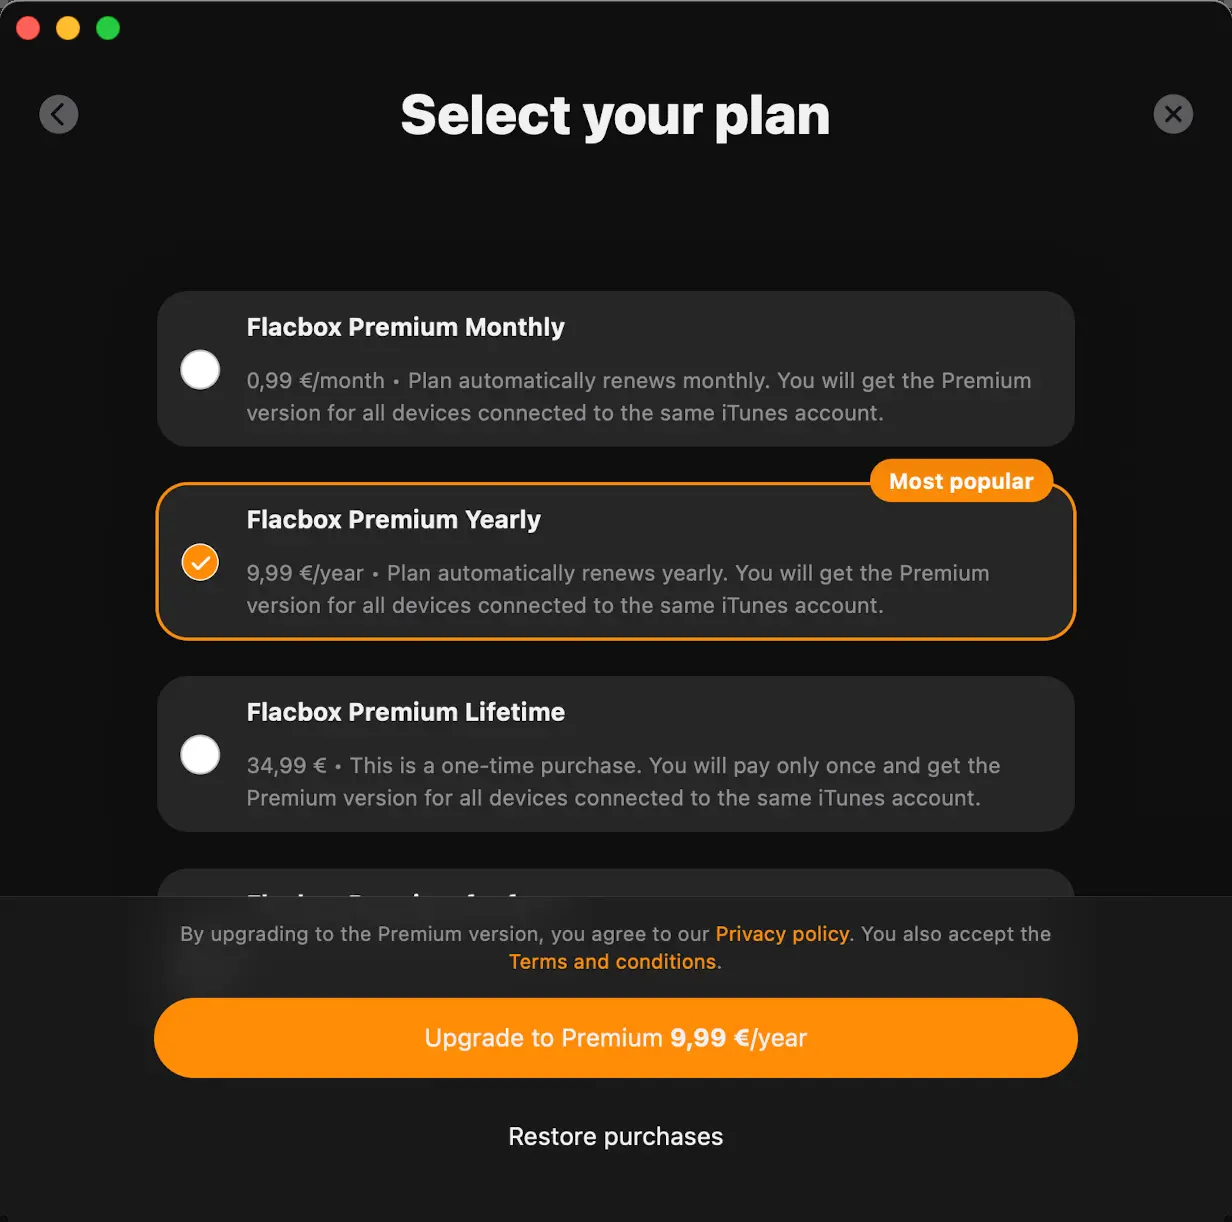 Select your plan
Flacbox Premium Monthly
0,99 €/month • Plan automatically renews monthly. You will get the Premium
version for all devices connected to the same iTunes account.
Most popular
Flacbox Premium Yearly
9,99 €/year • Plan automatically renews yearly. You will get the Premium
version for all devices connected to the same iTunes account.
Flacbox Premium Lifetime
34,99 € • This is a one-time purchase. You will pay only once and get the
Premium version for all devices connected to the same iTunes account.
By upgrading to the Premium version, you agree to our Privacy policy. You also accept the
Terms and conditions.
Upgrade to Premium 9,99 €/year
Restore purchases